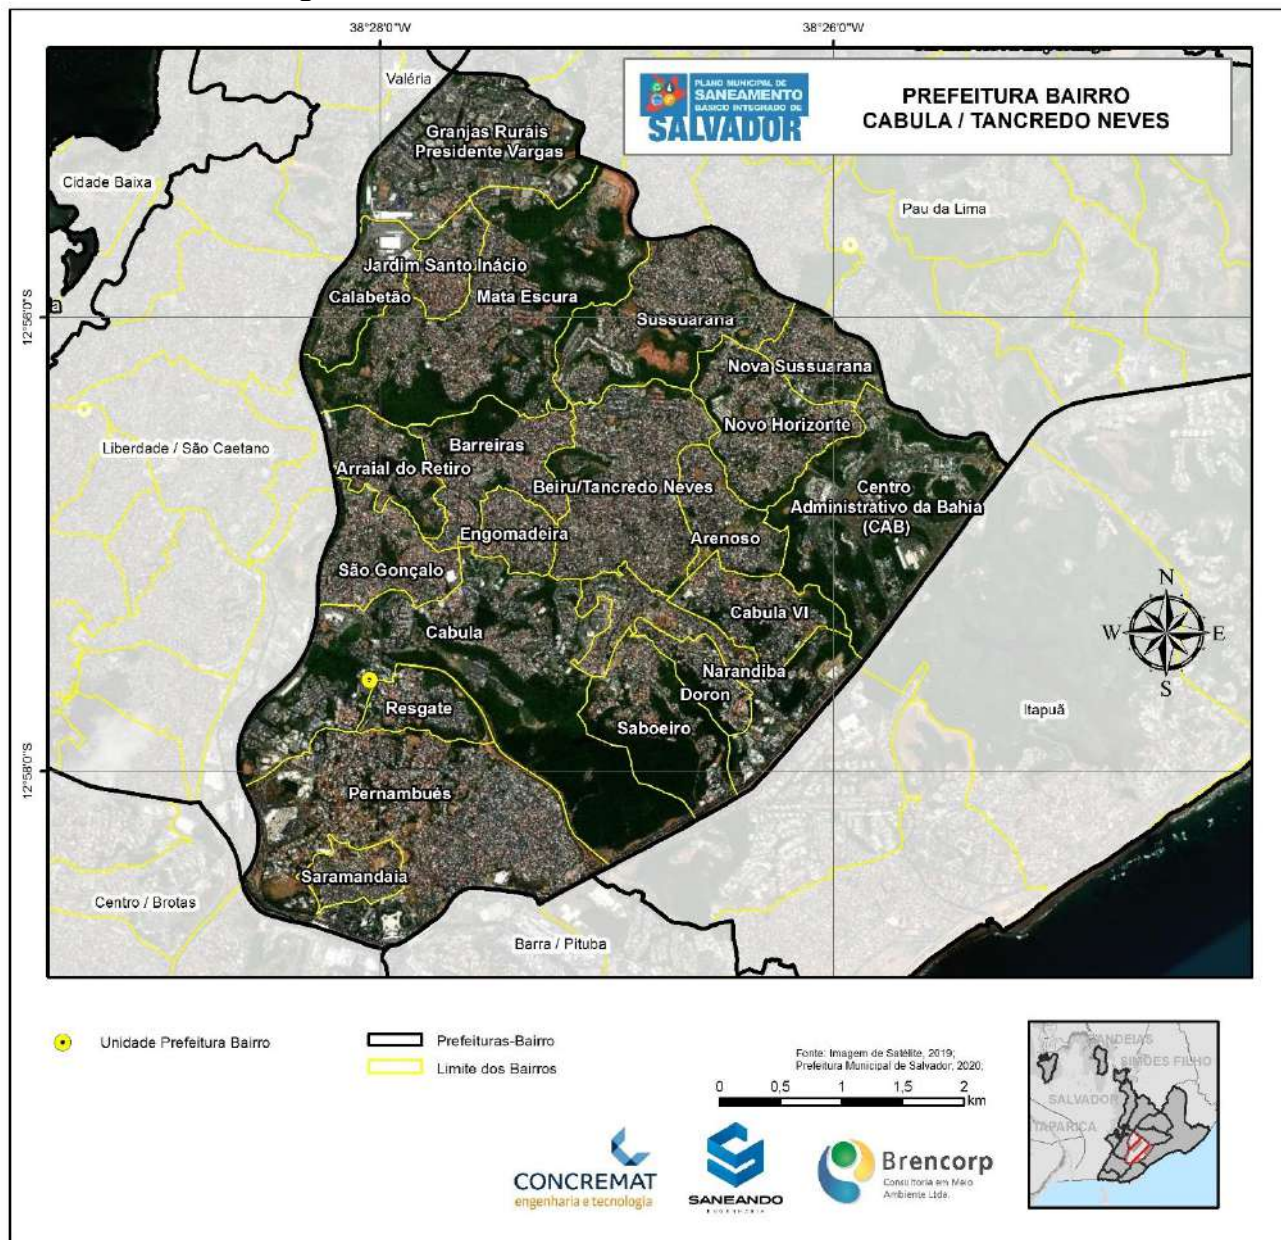 38°28'0"W
38°26'0"W
Valéria
PLANO MUNICIPAL DE
SANEAMENTO
BÁSICO INTEGRADO DE
SALVADOR
PREFEITURA BAIRRO
CABULA / TANCREDO NEVES
Granjas Rurais
Presidente Vargas
Cidade Baixa
Pau da Lima
Jardim Santo Inácio
Calabetão
Mata Escura
12°56'0"S
a
Sussuarana
Nova Sussuarana
Novo Horizonte
Liberdade / São Caetano
Barreiras
Arraial do Retiro
Beiru/Tancredo Neves
Centro
Administrativo da Bahia
(CAB)
Engomadeira
Arenoso
São Gonçalo
N
W
E
S
Cabula VI
Cabula
Narandiba
Doron
Resgate
Saboeiro
Itapuã
12°58'0"S
Pernambués
Saramandaia
Centro / Brotas
Barra / Pituba
Unidade Prefeitura Bairro
Prefeituras-Bairro
Limite dos Bairros
Fonte: Imagem de Satélite, 2019;
Prefeitura Municipal de Salvador, 2020;
0 0,5 1 1,5 2
km
ANDEIAS
SIMÕES FILHO
SALVADOR
TAPARICA
CONCREMAT
engenharia e tecnologia
SANEANDO
ENGENHARIA
Brencorp
Consultoria em Meio
Ambiente Ltda.